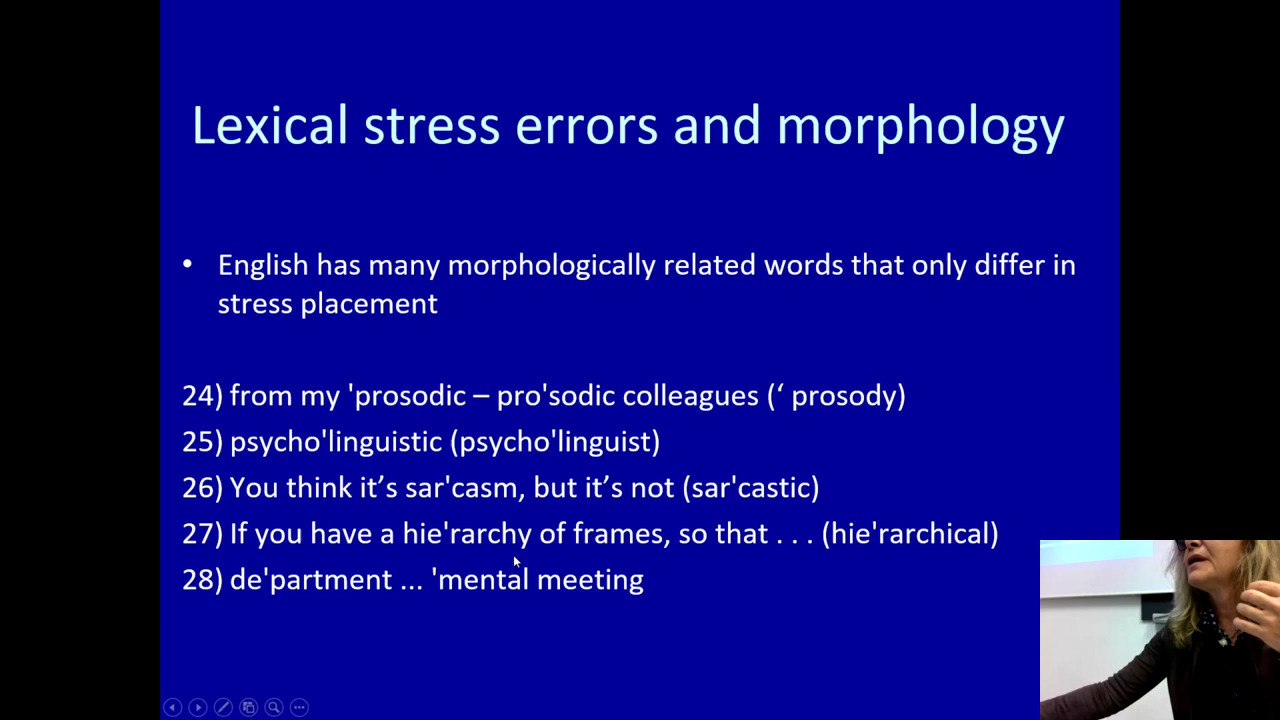 Lexical stress errors and morphology
• English has many morphologically related words that only differ in
stress placement
24) from my 'prosodic – pro'sodic colleagues (‘ prosody)
25) psycho'linguistic (psycho'linguist)
26) You think it’s sar'casm, but it’s not (sar'castic)
27) If you have a hie'rarchy of frames, so that . . . (hie'rarchical)
28) de'partment ... 'mental meeting